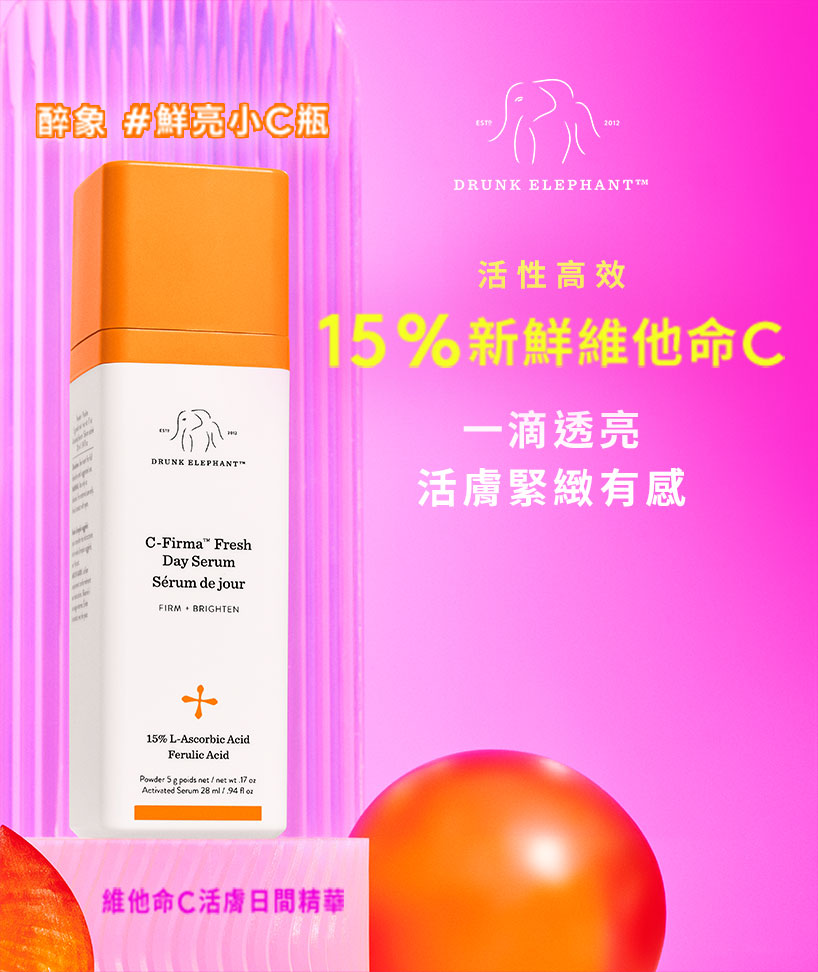 醉象 #鮮亮小C瓶
ESTD 2012
DRUNK ELEPHANT™
活性高效
15%新鮮維他命C
一滴透亮
活膚緊緻有感
ESTD 2012
DRUNK ELEPHANT™
C-Firma™ Fresh
Day Serum
Sérum de jour
FIRM + BRIGHTEN
15% L-Ascorbic Acid
Ferulic Acid
Powder 5 g poids net / net wt .17 oz
Activated Serum 28 ml / .94 fl oz
維他命C活膚日間精華